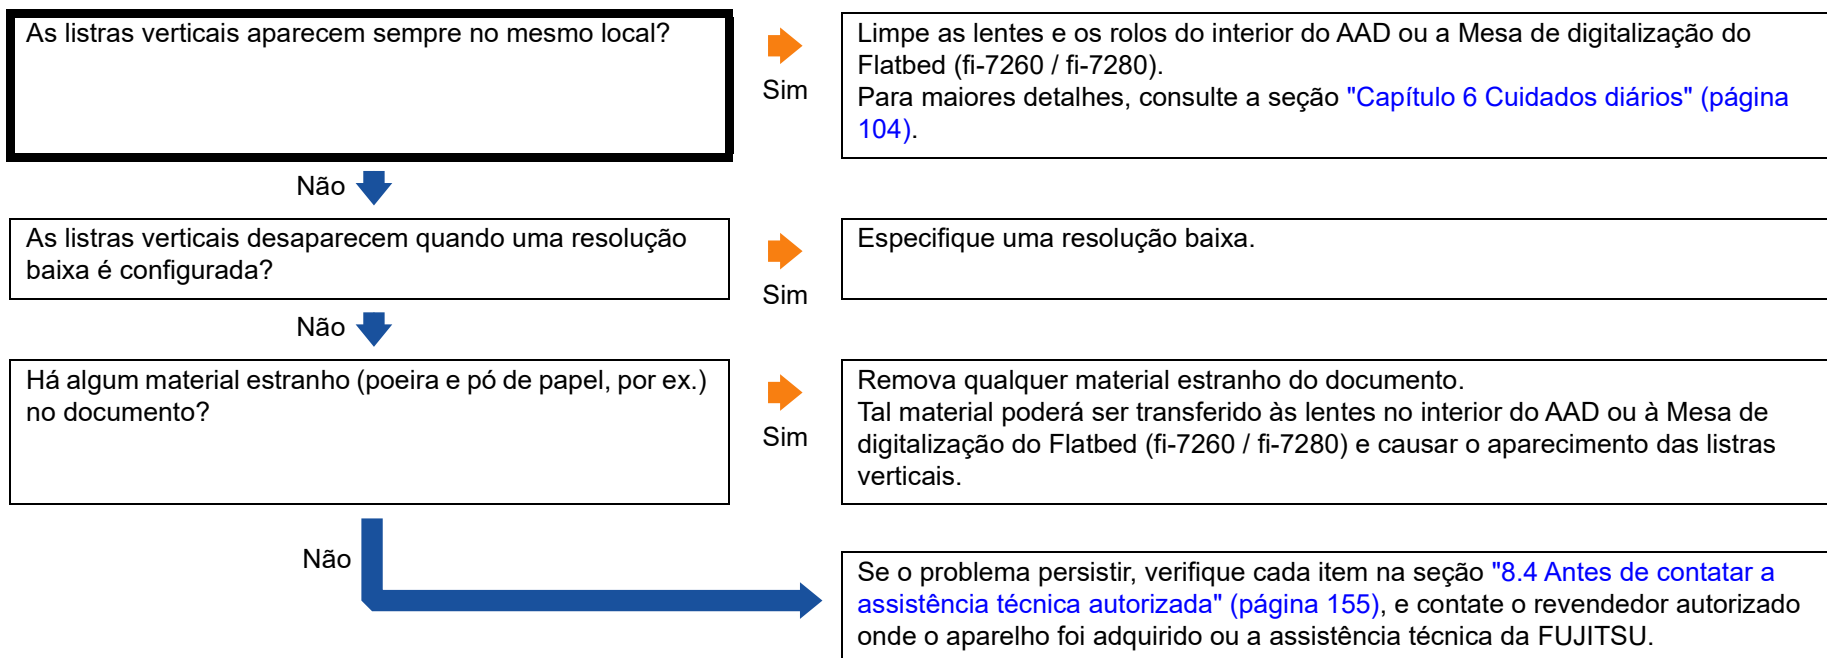 As listras verticais aparecem sempre no mesmo local?
Sim
Limpe as lentes e os rolos do interior do AAD ou a Mesa de digitalização do
Flatbed (fi-7260 / fi-7280).
Para maiores detalhes, consulte a seção "Capítulo 6 Cuidados diários" (página
104).
Não
As listras verticais desaparecem quando uma resolução
baixa é configurada?
Sim
Especifique uma resolução baixa.
Não
Há algum material estranho (poeira e pó de papel, por ex.)
no documento?
Sim
Remova qualquer material estranho do documento.
Tal material poderá ser transferido às lentes no interior do AAD ou à Mesa de
digitalização do Flatbed (fi-7260 / fi-7280) e causar o aparecimento das listras
verticais.
Não
Se o problema persistir, verifique cada item na seção "8.4 Antes de contatar a
assistência técnica autorizada" (página 155), e contate o revendedor autorizado
onde o aparelho foi adquirido ou a assistência técnica da FUJITSU.